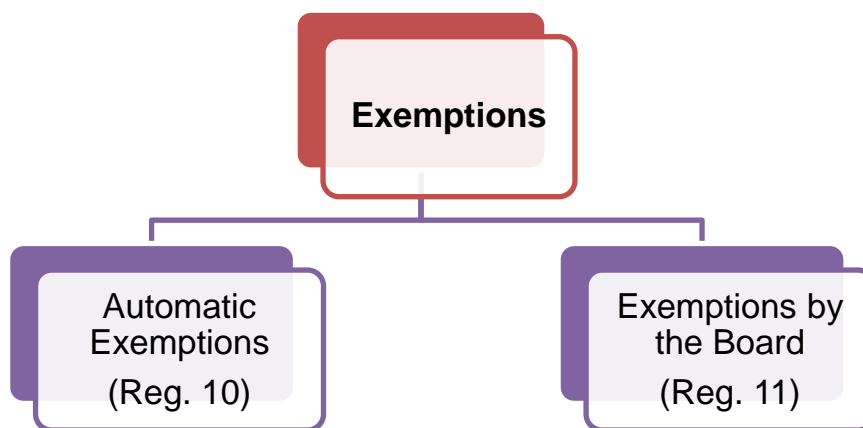 Exemptions
Automatic
Exemptions
(Reg. 10)
Exemptions by
the Board
(Reg. 11)